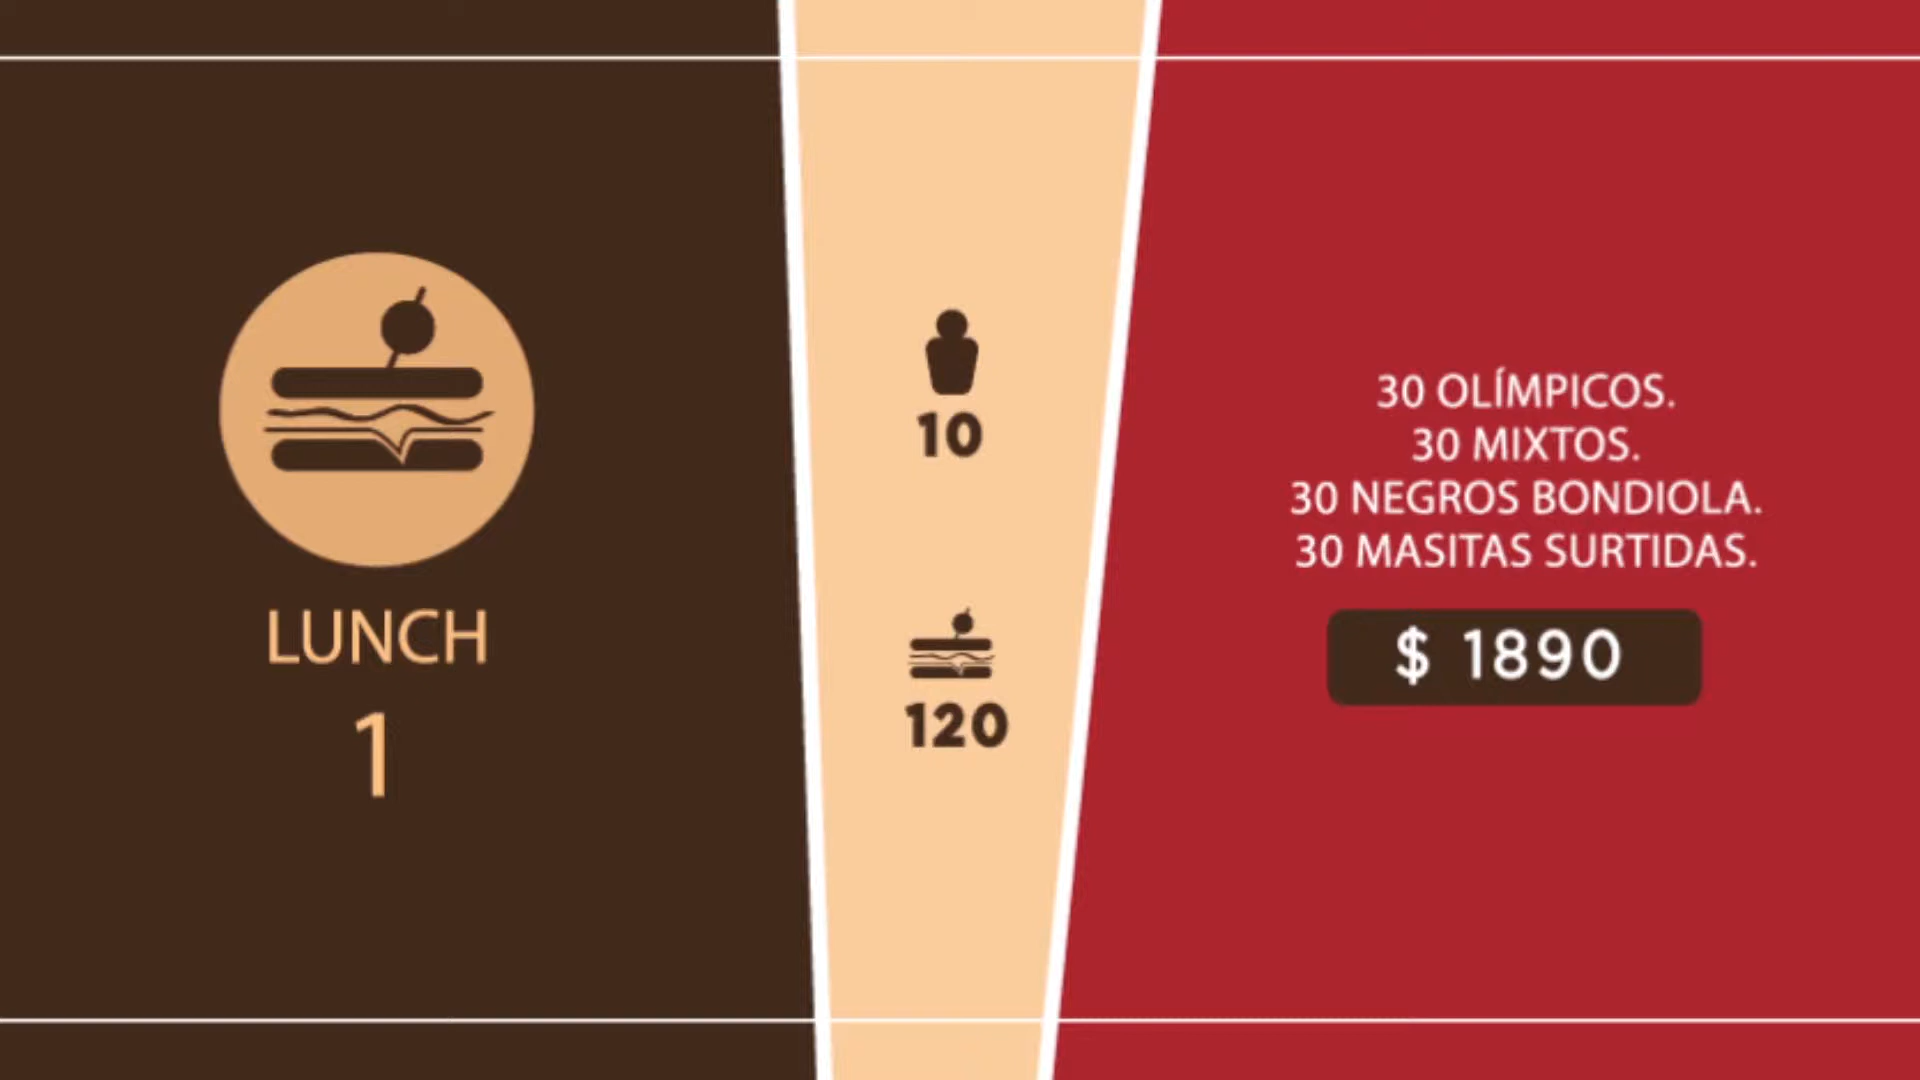 LUNCH
1
10
120
30 OLÍMPICOS.
30 MIXTOS.
30 NEGROS BONDIOLA.
30 MASITAS SURTIDAS.
$ 1890